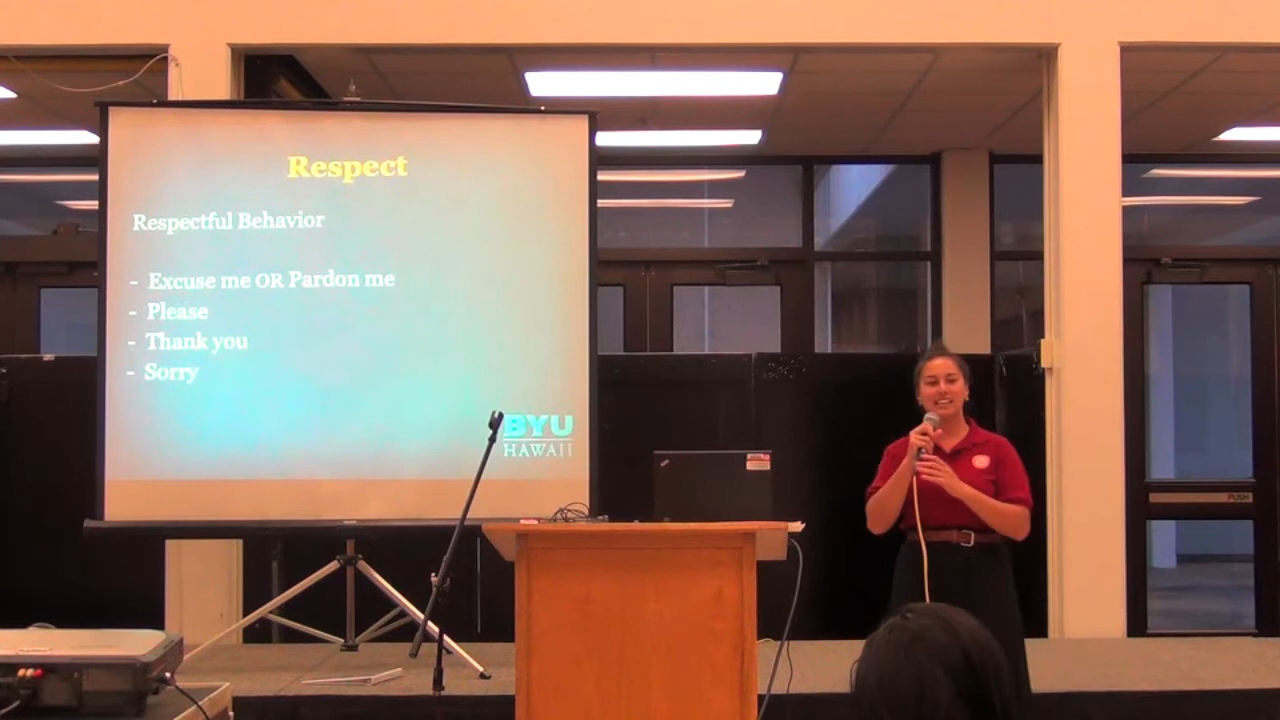 Respect
Respectful Behavior
- Excuse me OR Pardon me
- Please
- Thank you
- Sorry
BYU
HAWAII
PUSH